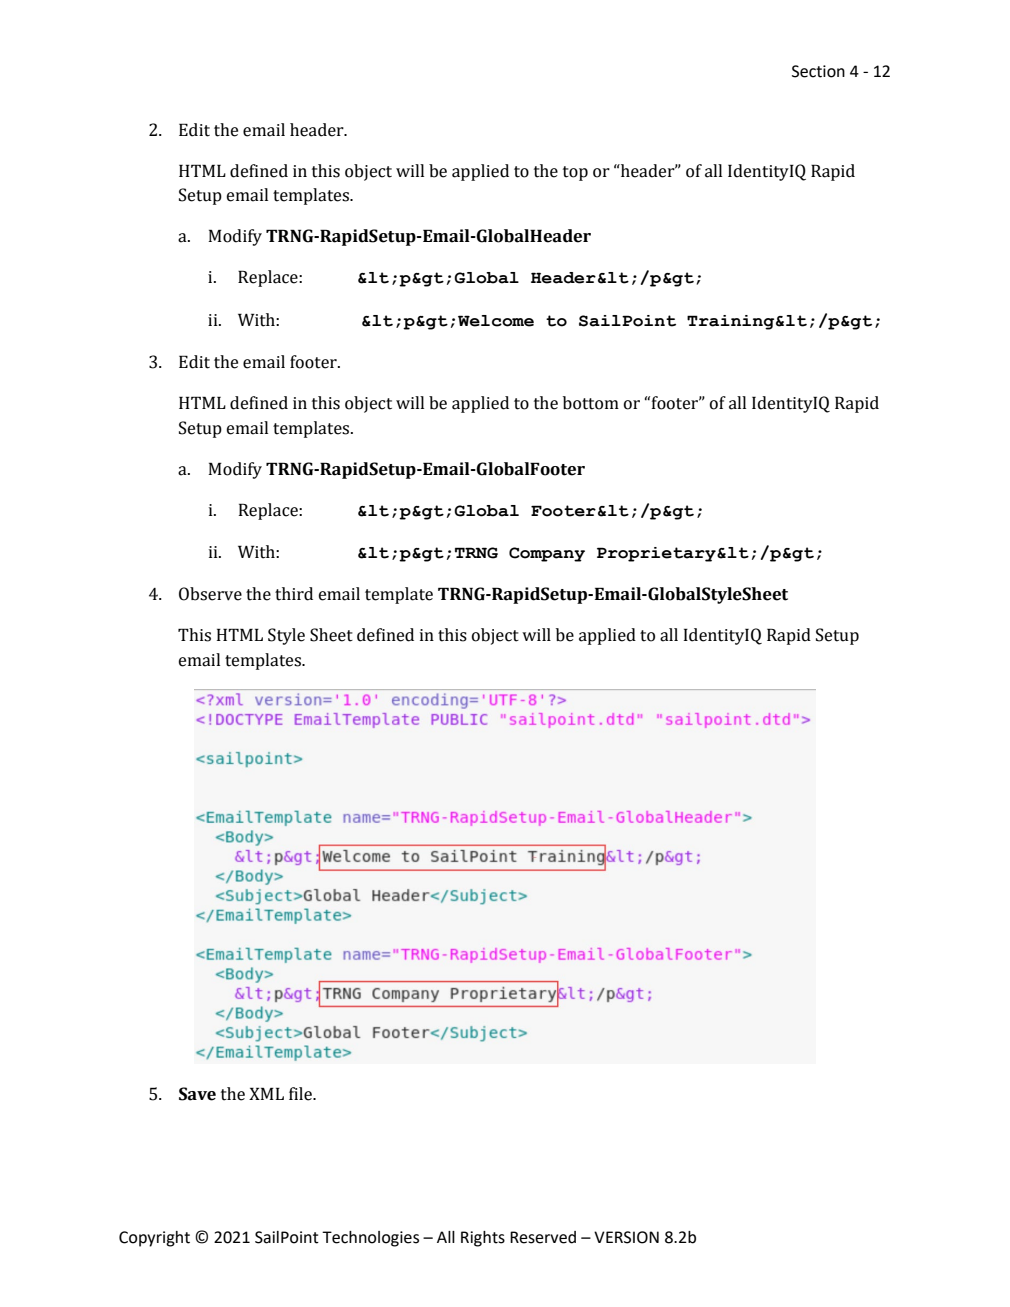 Section 4 - 12
2. Edit the email header.
HTML defined in this object will be applied to the top or “header” of all IdentityIQ Rapid
Setup email templates.
a. Modify TRNG-RapidSetup-Email-GlobalHeader
i. Replace: &lt;p&gt;Global Header&lt;/p&gt;
ii. With: &lt;p&gt;Welcome to SailPoint Training&lt;/p&gt;
3. Edit the email footer.
HTML defined in this object will be applied to the bottom or “footer” of all IdentityIQ Rapid
Setup email templates.
a. Modify TRNG-RapidSetup-Email-GlobalFooter
i. Replace: &lt;p&gt;Global Footer&lt;/p&gt;
ii. With: &lt;p&gt;TRNG Company Proprietary&lt;/p&gt;
4. Observe the third email template TRNG-RapidSetup-Email-GlobalStyleSheet
This HTML Style Sheet defined in this object will be applied to all IdentityIQ Rapid Setup
email templates.
<?xml version='1.0' encoding='UTF-8'?>
<!DOCTYPE EmailTemplate PUBLIC "sailpoint.dtd" "sailpoint.dtd">
<sailpoint>
<EmailTemplate name="TRNG-RapidSetup-Email-GlobalHeader">
<Body>
&lt;p&gt;Welcome to SailPoint Training&lt;/p&gt;
</Body>
<Subject>Global Header</Subject>
</EmailTemplate>
<EmailTemplate name="TRNG-RapidSetup-Email-GlobalFooter">
<Body>
&lt;p&gt;TRNG Company Proprietary&lt;/p&gt;
</Body>
<Subject>Global Footer</Subject>
</EmailTemplate>
5. Save the XML file.
Copyright © 2021 SailPoint Technologies – All Rights Reserved – VERSION 8.2b